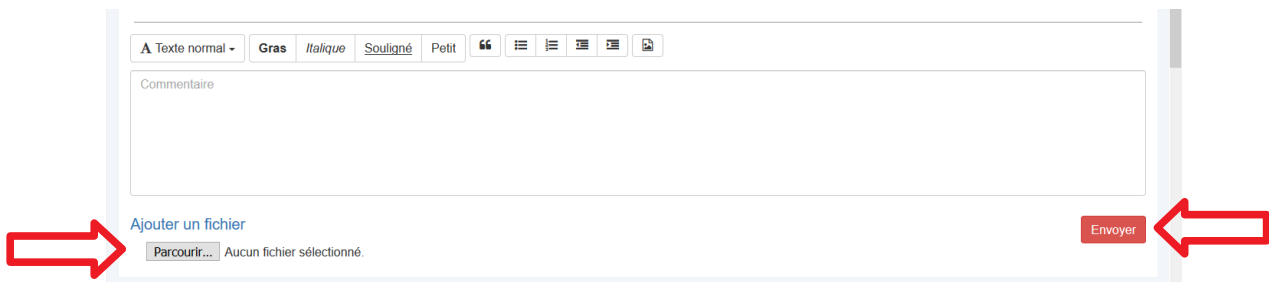 A Texte normal Gras Italique Souligné Petit
Commentaire
Ajouter un fichier
Envoyer
Parcourir... Aucun fichier sélectionné.